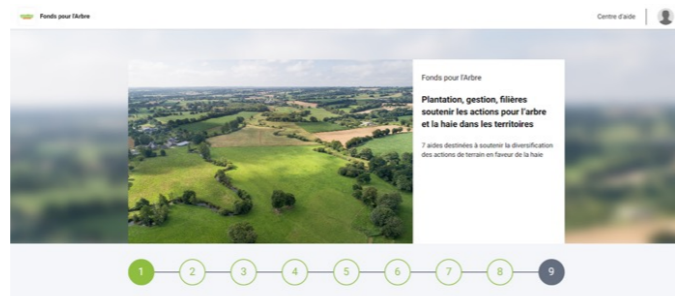 Fonds pour l'Arbre
Centre d'aide
Fonds pour l'Arbre
Plantation, gestion, filières
soutenir les actions pour l'arbre
et la haie dans les territoires
7 aides destinées à soutenir la diversification
des actions de terrain en faveur de la haie
1 2 3 4 5 6 7 8 9